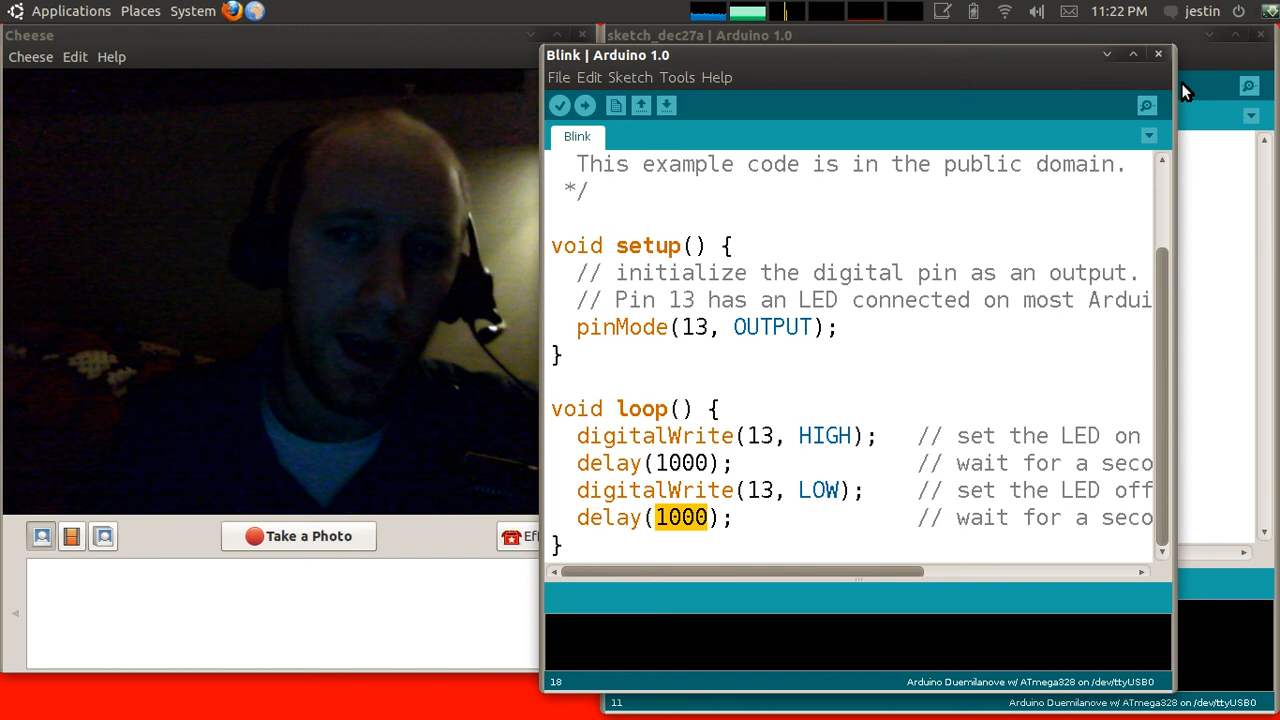 Applications Places System
11:22 PM
jestin
Cheese
Cheese Edit Help
Take a Photo
Ef
sketch_dec27a | Arduino 1.0
Blink | Arduino 1.0
File Edit Sketch Tools Help
Blink
This example code is in the public domain.
*/
void setup() {
// initialize the digital pin as an output.
// Pin 13 has an LED connected on most Ardui
pinMode(13, OUTPUT);
}
void loop() {
digitalWrite(13, HIGH); // set the LED on
delay(1000); // wait for a seco
digitalWrite(13, LOW); // set the LED off
delay(1000); // wait for a seco
}
18
Arduino Duemilanove w/ ATmega328 on /dev/ttyUSB0
11
Arduino Duemilanove w/ ATmega328 on /dev/ttyUSB0